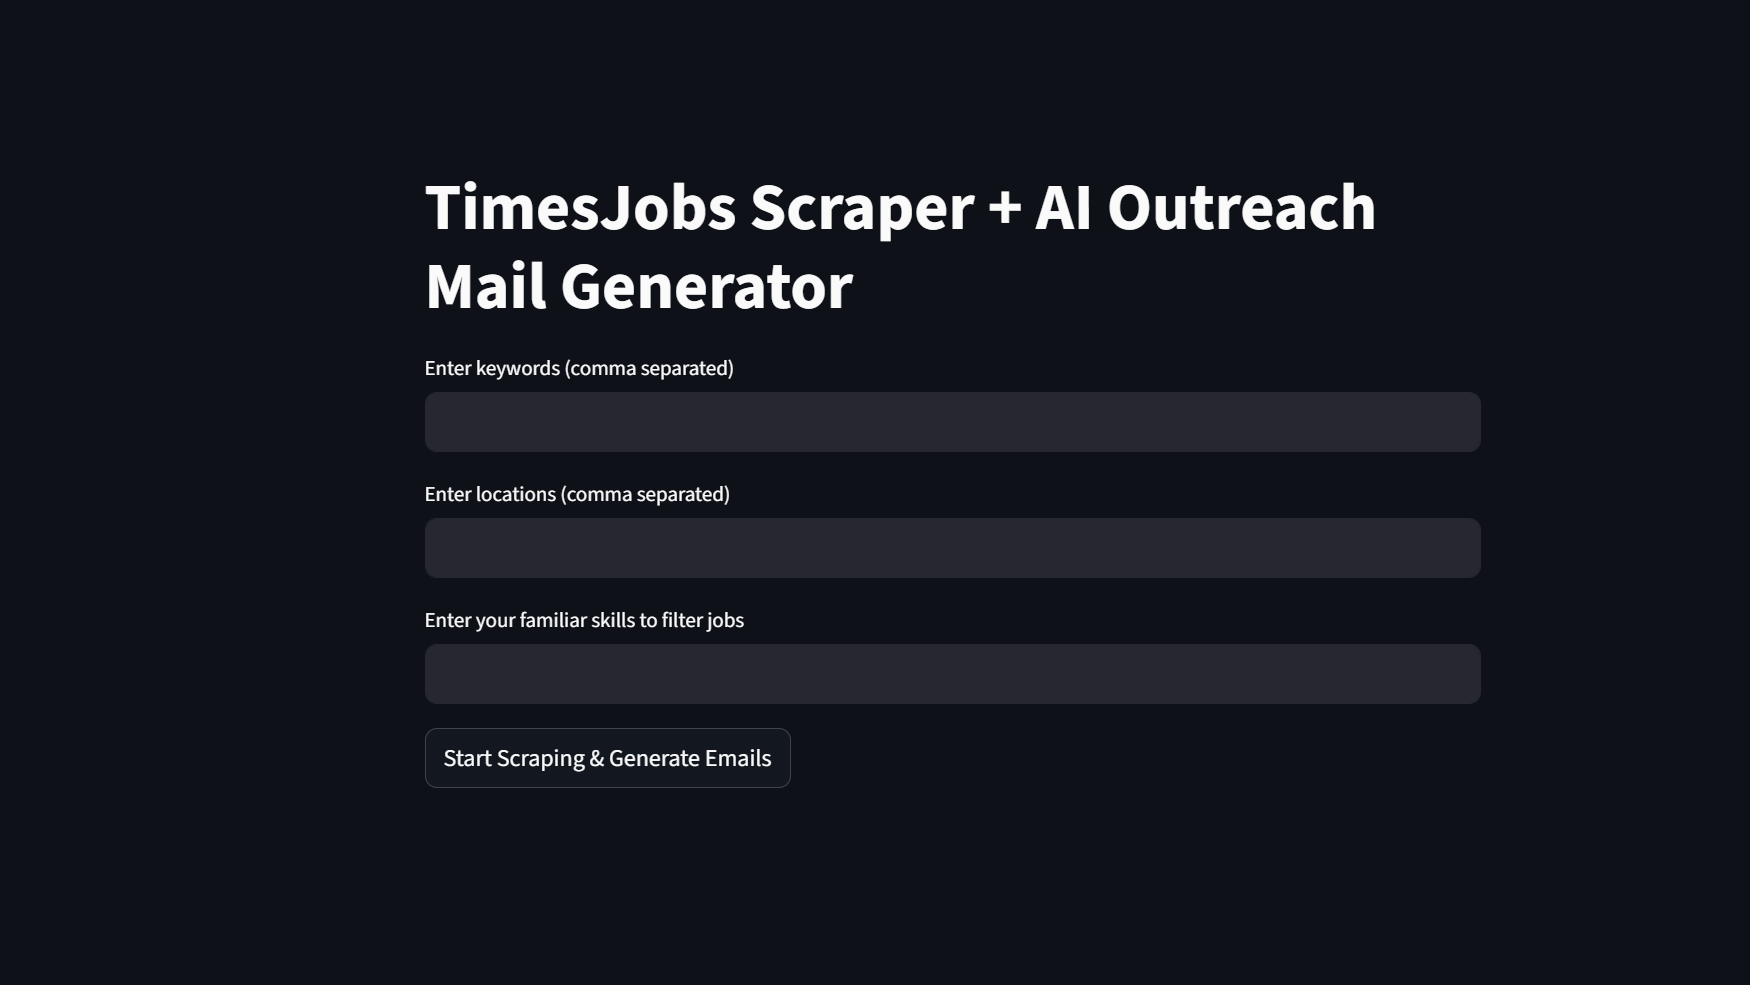 TimesJobs Scraper + AI Outreach
Mail Generator
Enter keywords (comma separated)
Enter locations (comma separated)
Enter your familiar skills to filter jobs
Start Scraping & Generate Emails